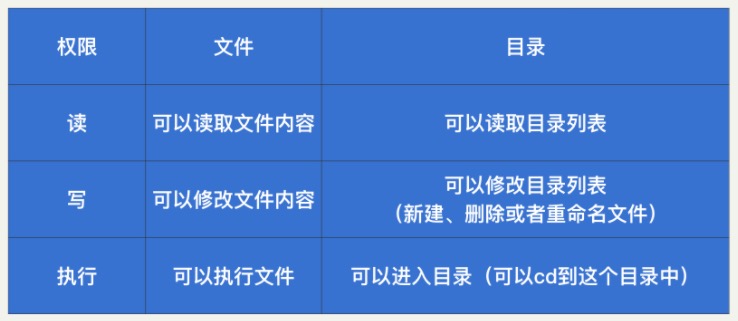 权限 文件 目录
读 可以读取文件内容 可以读取目录列表
写 可以修改文件内容 可以修改目录列表
（新建、删除或者重命名文件）
执行 可以执行文件 可以进入目录（可以cd到这个目录中）